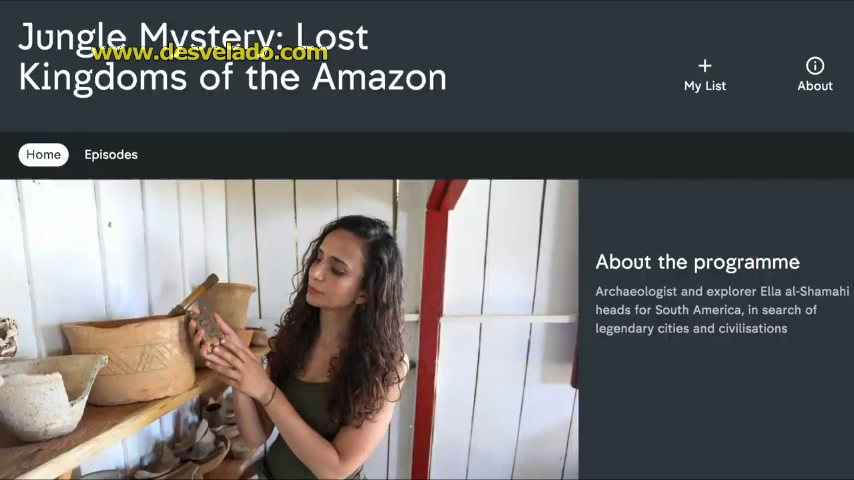 Jungle Mystery: Lost
www.desvelado.com
Kingdoms of the Amazon
My List
About
Home
Episodes
About the programme
Archaeologist and explorer Ella al-Shamahi
heads for South America, in search of
legendary cities and civilisations